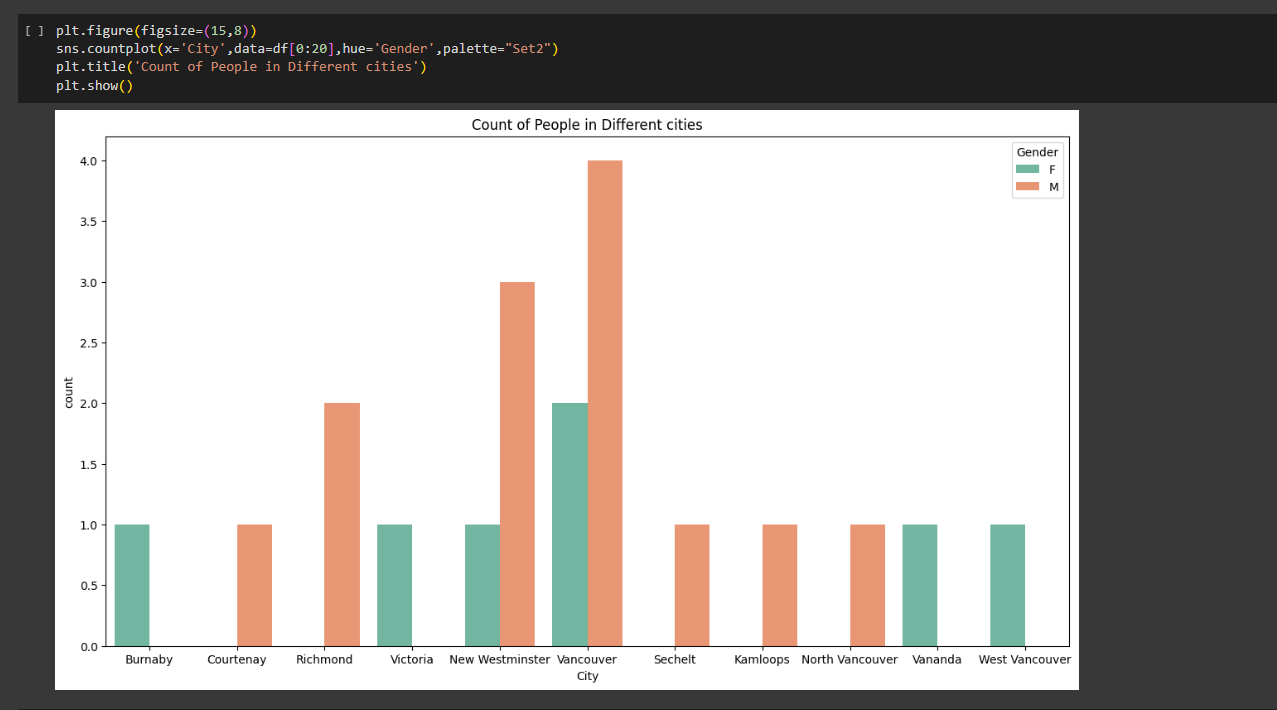 [ ] plt.figure(figsize=(15,8))
sns.countplot(x='City',data=df[0:20],hue='Gender',palette="Set2")
plt.title('Count of People in Different cities')
plt.show()
Count of People in Different cities
Gender
F
M
4.0
3.5
3.0
2.5
2.0
1.5
1.0
0.5
0.0
count
Burnaby Courtenay Richmond Victoria New Westminster Vancouver Sechelt Kamloops North Vancouver Vananda West Vancouver
City